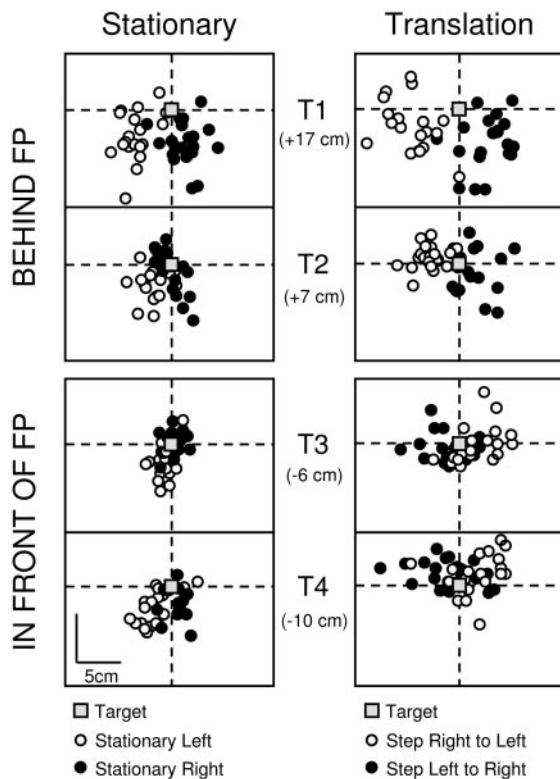 Stationary Translation
BEHIND FP
T1
(+17 cm)
T2
(+7 cm)
IN FRONT OF FP
T3
(-6 cm)
T4
(-10 cm)
5cm
Target
Stationary Left
Stationary Right
Target
Step Right to Left
Step Left to Right